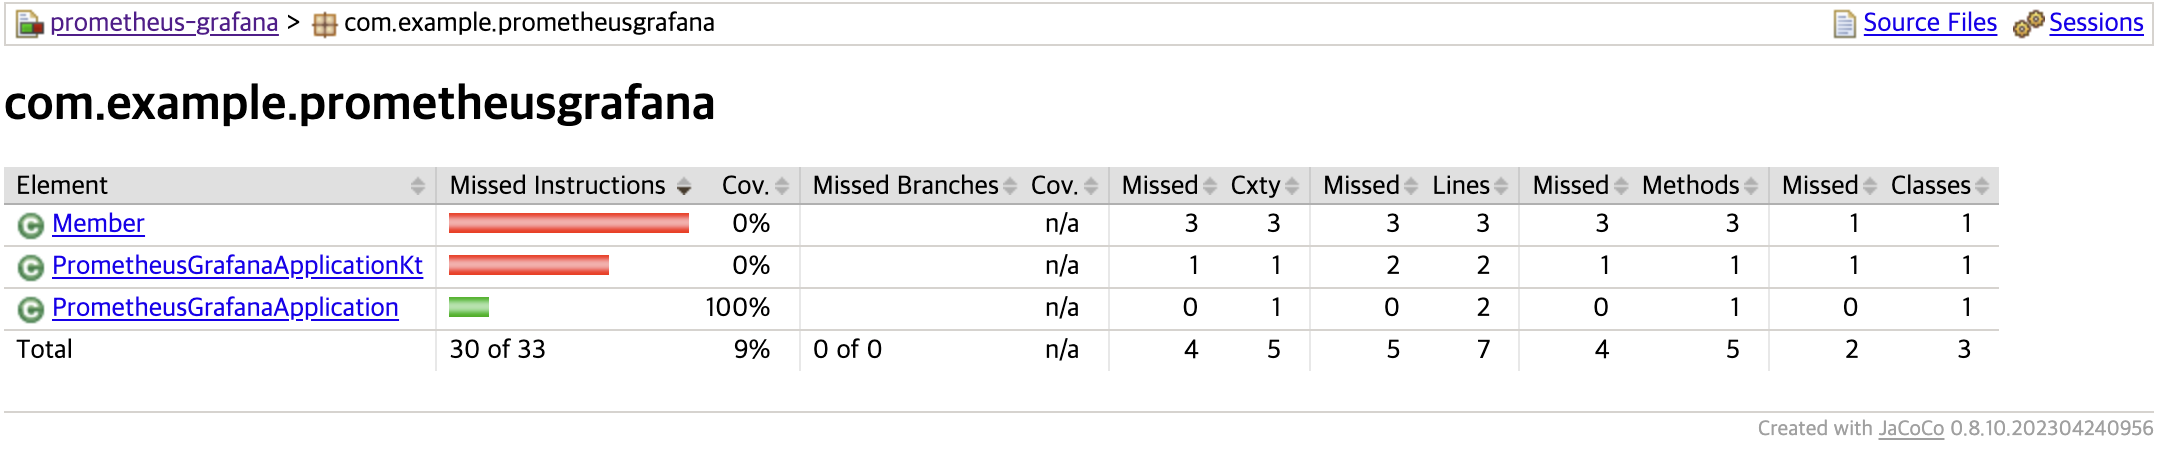 prometheus-grafana > com.example.prometheusgrafana Source Files Sessions
com.example.prometheusgrafana
Element Missed Instructions Cov. Missed Branches Cov. Missed Cxty Missed Lines Missed Methods Missed Classes
Member 0% n/a 3 3 3 3 3 3 1 1
PrometheusGrafanaApplicationKt 0% n/a 1 1 2 2 1 1 1 1
PrometheusGrafanaApplication 100% n/a 0 1 0 2 0 1 0 1
Total 30 of 33 9% 0 of 0 n/a 4 5 5 7 4 5 2 3
Created with JaCoCo 0.8.10.202304240956